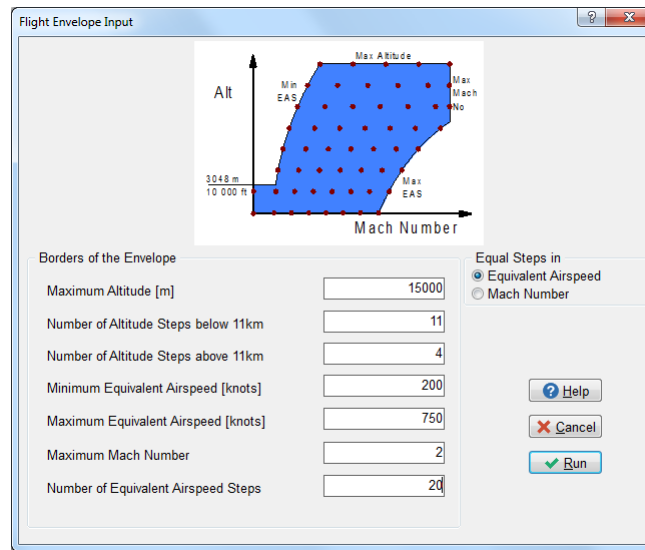 Flight Envelope Input
Max Altitude
Alt
Min
EAS
Max
Mach
No
3048 m
10 000 ft
Max
EAS
Mach Number
Borders of the Envelope
Maximum Altitude [m] 15000
Number of Altitude Steps below 11km 11
Number of Altitude Steps above 11km 4
Minimum Equivalent Airspeed [knots] 200
Maximum Equivalent Airspeed [knots] 750
Maximum Mach Number 2
Number of Equivalent Airspeed Steps 20
Equal Steps in
Equivalent Airspeed
Mach Number
Help
Cancel
Run